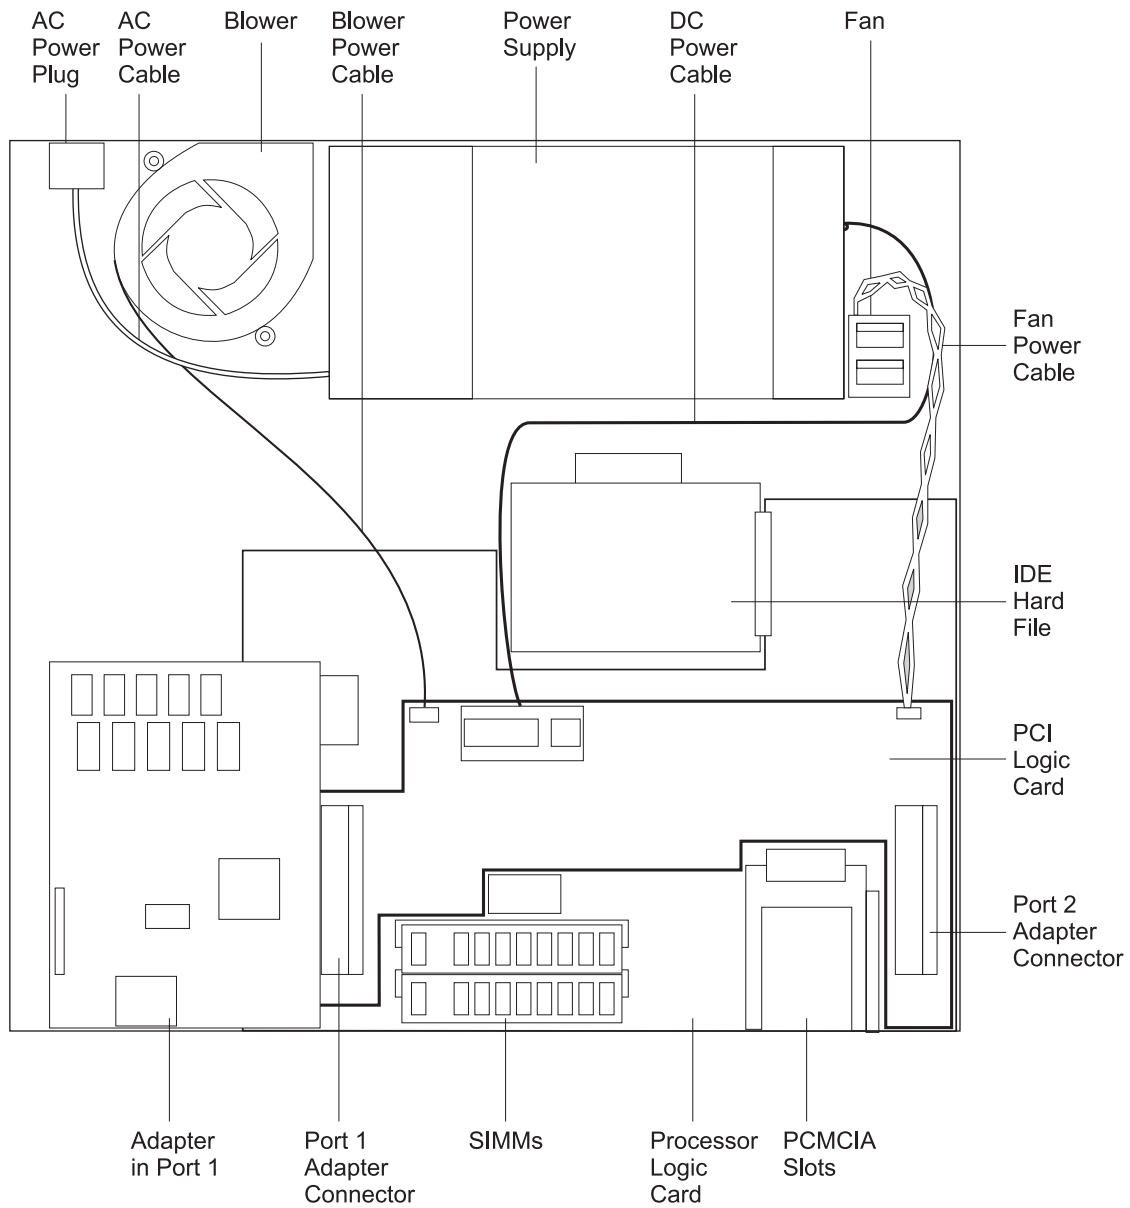 AC
Power
Plug
AC
Power
Cable
Blower
Blower
Power
Cable
Power
Supply
DC
Power
Cable
Fan
Fan
Power
Cable
IDE
Hard
File
PCI
Logic
Card
Port 2
Adapter
Connector
Adapter
in Port 1
Port 1
Adapter
Connector
SIMMs
Processor
Logic
Card
PCMCIA
Slots